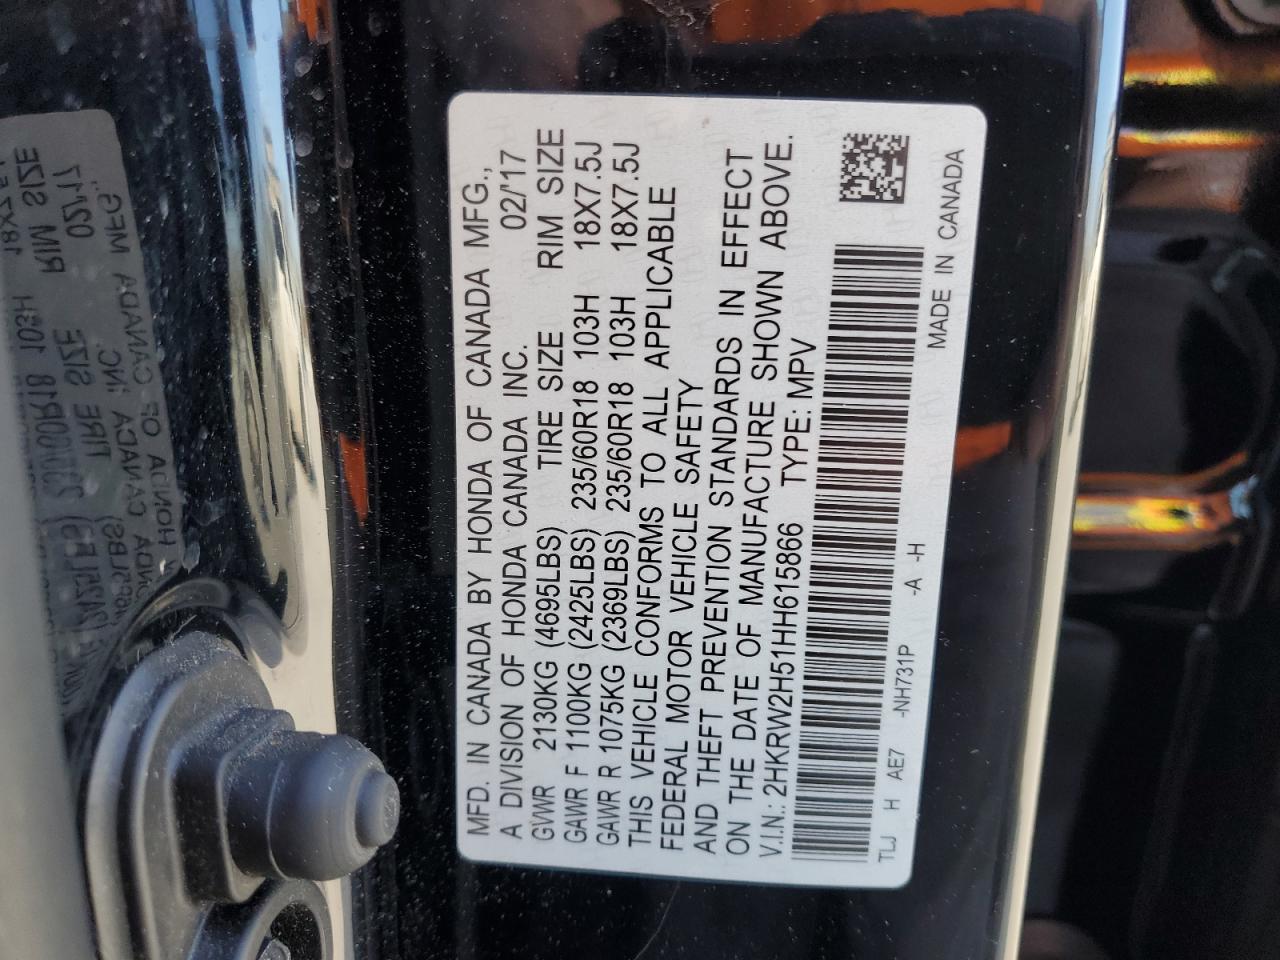 MFD. IN CANADA BY HONDA OF CANADA MFG.,
A DIVISION OF HONDA CANADA INC. 02/'17
GVWR 2130KG (4695LBS) TIRE SIZE RIM SIZE
GAWR F 1100KG (2425LBS) 235/60R18 103H 18X7.5J
GAWR R 1075KG (2369LBS) 235/60R18 103H 18X7.5J
THIS VEHICLE CONFORMS TO ALL APPLICABLE
FEDERAL MOTOR VEHICLE SAFETY
AND THEFT PREVENTION STANDARDS IN EFFECT
ON THE DATE OF MANUFACTURE SHOWN ABOVE.
V.I.N.: 2HKRW2H51HH615866 TYPE: MPV
TLJ H AE7 -NH731P -A -H MADE IN CANADA